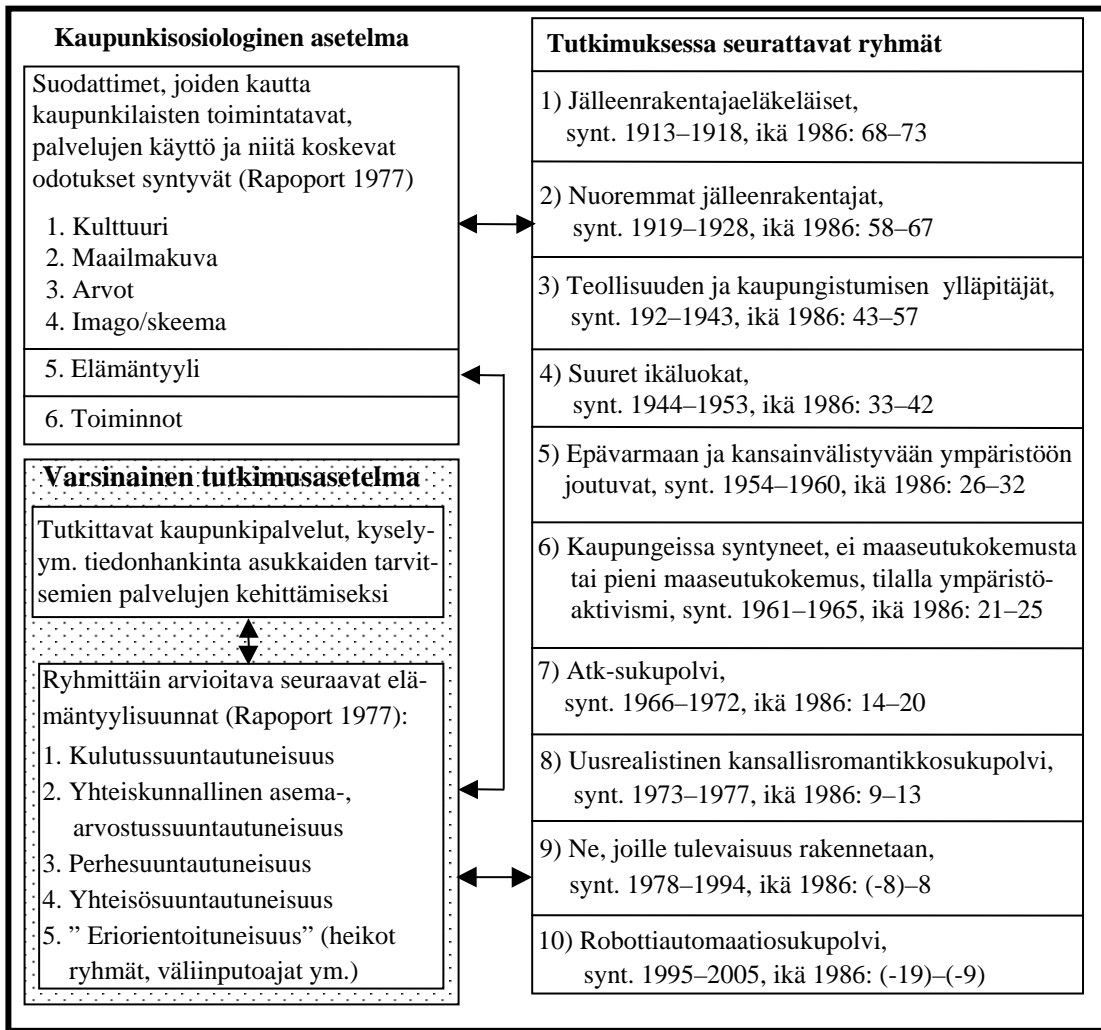 Kaupunkisosiologinen asetelma
Suodattimet, joiden kautta
kaupunkilaisten toimintatavat,
palvelujen käyttö ja niitä koskevat
odotukset syntyvät (Rapoport 1977)
1. Kulttuuri
2. Maailmakuva
3. Arvot
4. Imago/skeema
5. Elämäntyyli
6. Toiminnot
Varsinainen tutkimusasetelma
Tutkittavat kaupunkipalvelut, kysely-
ym. tiedonhankinta asukkaiden tarvit-
semien palvelujen kehittämiseksi
Ryhmittäin arvioitava seuraavat elä-
mäntyylisuunnat (Rapoport 1977):
1. Kulutussuuntautuneisuus
2. Yhteiskunnallinen asema-,
arvostussuuntautuneisuus
3. Perhesuuntautuneisuus
4. Yhteisösuuntautuneisuus
5. ” Eriorientoituneisuus” (heikot
ryhmät, väliinputoajat ym.)
Tutkimuksessa seurattavat ryhmät
1) Jälleenrakentajaeläkeläiset,
synt. 1913–1918, ikä 1986: 68–73
2) Nuoremmat jälleenrakentajat,
synt. 1919–1928, ikä 1986: 58–67
3) Teollisuuden ja kaupungistumisen ylläpitäjät,
synt. 192–1943, ikä 1986: 43–57
4) Suuret ikäluokat,
synt. 1944–1953, ikä 1986: 33–42
5) Epävarmaan ja kansainvälistyvään ympäristöön
joutuvat, synt. 1954–1960, ikä 1986: 26–32
6) Kaupungeissa syntyneet, ei maaseutukokemusta
tai pieni maaseutukokemus, tilalla ympäristö-
aktivismi, synt. 1961–1965, ikä 1986: 21–25
7) Atk-sukupolvi,
synt. 1966–1972, ikä 1986: 14–20
8) Uusrealistinen kansallisromantikkosukupolvi,
synt. 1973–1977, ikä 1986: 9–13
9) Ne, joille tulevaisuus rakennetaan,
synt. 1978–1994, ikä 1986: (-8)–8
10) Robottiautomaatiosukupolvi,
synt. 1995–2005, ikä 1986: (-19)–(-9)